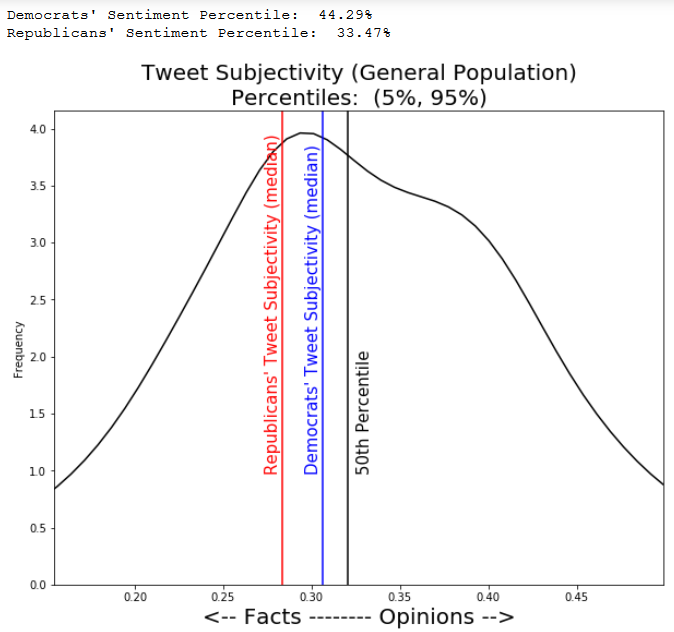 Democrats' Sentiment Percentile:  44.29%
Republicans' Sentiment Percentile:  33.47%
Tweet Subjectivity (General Population)
Percentiles:  (5%, 95%)
4.0
3.5
3.0
2.5
2.0
1.5
1.0
0.5
0.0
Frequency
Republicans' Tweet Subjectivity (median)
Democrats' Tweet Subjectivity (median)
50th Percentile
0.20 0.25 0.30 0.35 0.40 0.45
<-- Facts -------- Opinions -->